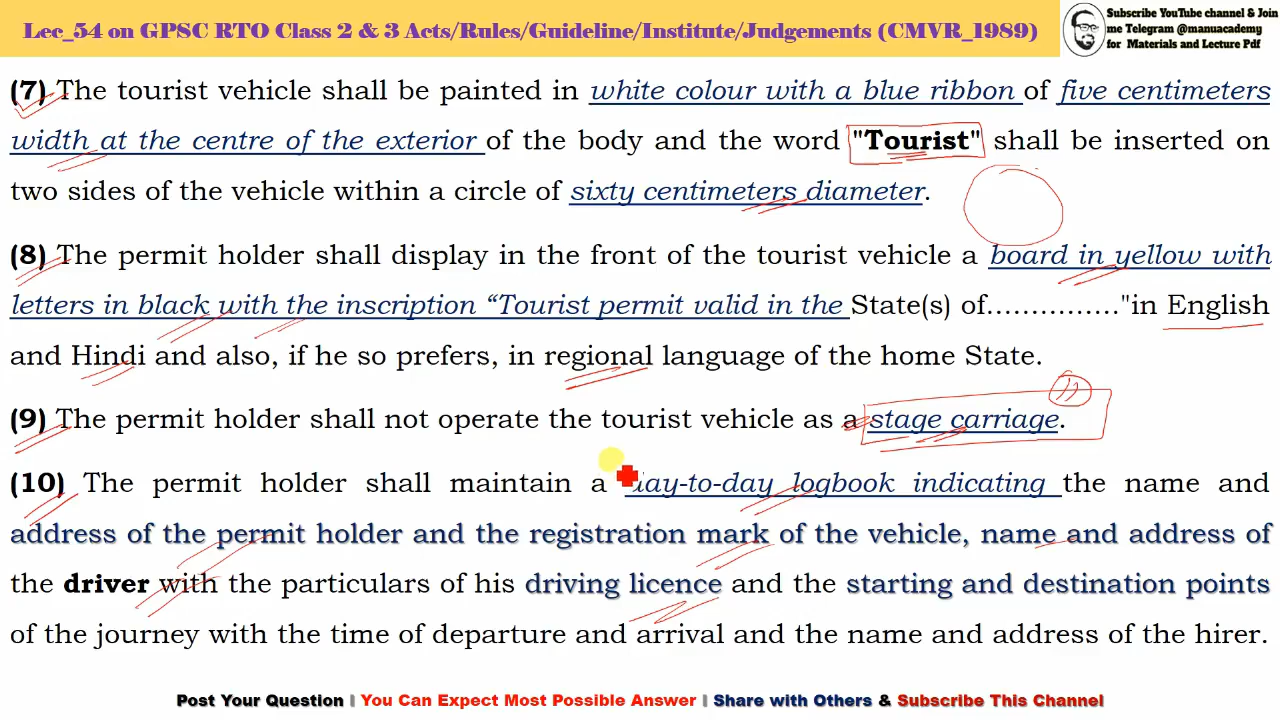 Lec_54 on GPSC RTO Class 2 & 3 Acts/Rules/Guideline/Institute/Judgements (CMVR_1989)
Subscribe YouTube channel & Join
me Telegram @manuacademy
for Materials and Lecture Pdf
(7) The tourist vehicle shall be painted in white colour with a blue ribbon of five centimeters
width at the centre of the exterior of the body and the word "Tourist" shall be inserted on
two sides of the vehicle within a circle of sixty centimeters diameter.
(8) The permit holder shall display in the front of the tourist vehicle a board in yellow with
letters in black with the inscription “Tourist permit valid in the State(s) of……………"in English
and Hindi and also, if he so prefers, in regional language of the home State.
(9) The permit holder shall not operate the tourist vehicle as a stage carriage.
(10) The permit holder shall maintain a day-to-day logbook indicating the name and
address of the permit holder and the registration mark of the vehicle, name and address of
the driver with the particulars of his driving licence and the starting and destination points
of the journey with the time of departure and arrival and the name and address of the hirer.
Post Your Question | You Can Expect Most Possible Answer | Share with Others & Subscribe This Channel